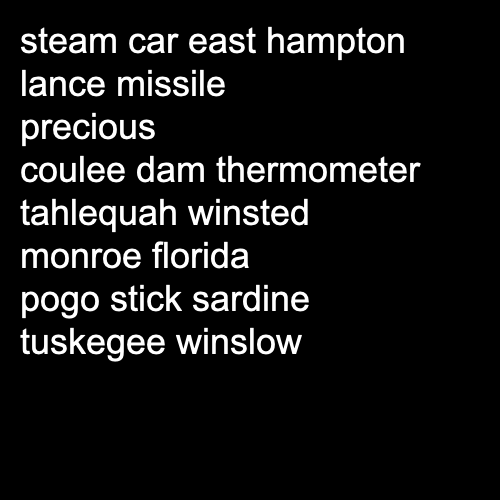 steam car east hampton
lance missile
precious
coulee dam thermometer
tahlequah winsted
monroe florida
pogo stick sardine
tuskegee winslow